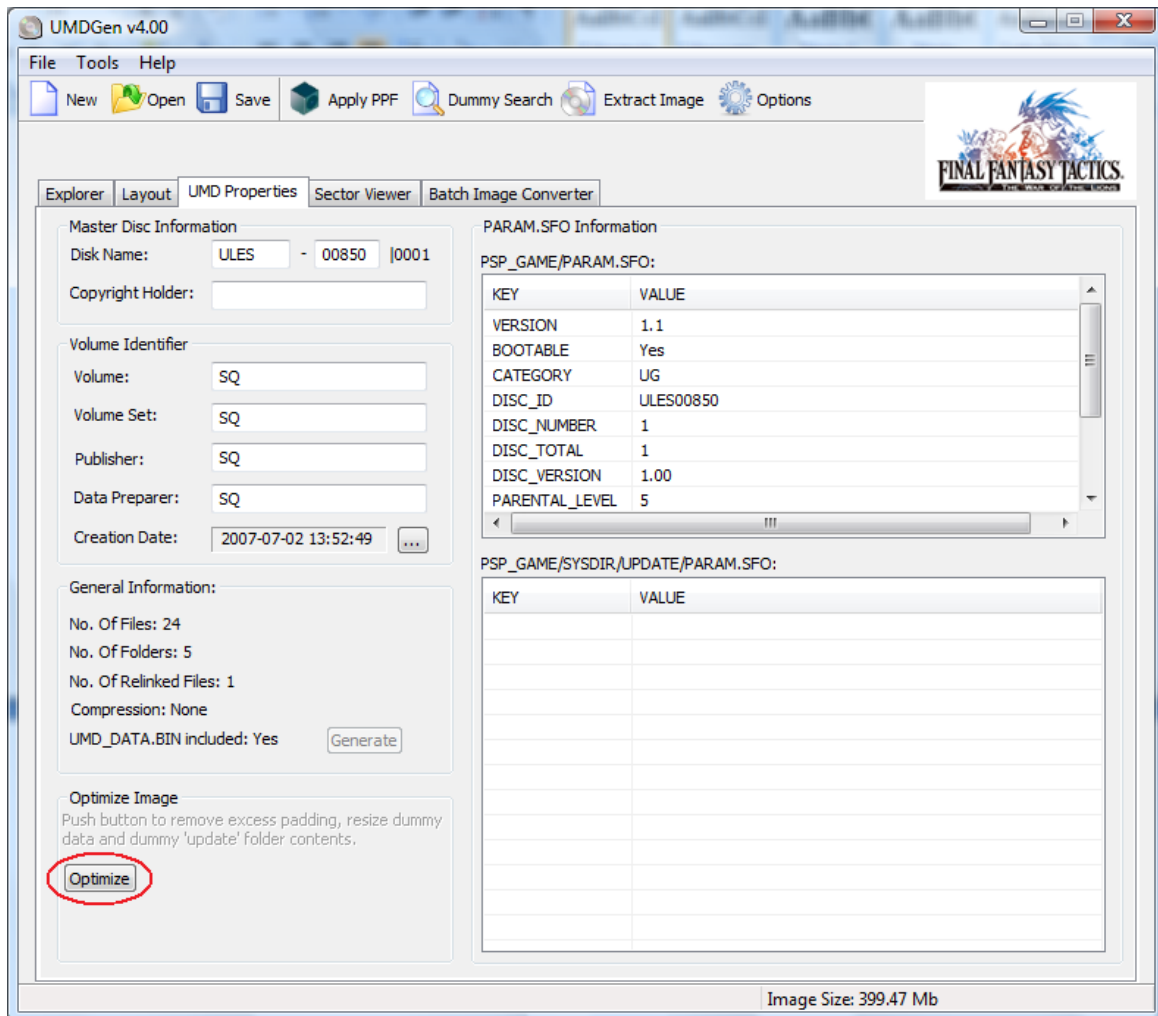 UMDGen v4.00
File Tools Help
New Open Save Apply PPF Dummy Search Extract Image Options
FINAL FANTASY TACTICS.
THE WAR OF THE LIONS
Explorer Layout UMD Properties Sector Viewer Batch Image Converter
Master Disc Information
Disk Name: ULES - 00850 |0001
Copyright Holder:
Volume Identifier
Volume: SQ
Volume Set: SQ
Publisher: SQ
Data Preparer: SQ
Creation Date: 2007-07-02 13:52:49 ...
General Information:
No. Of Files: 24
No. Of Folders: 5
No. Of Relinked Files: 1
Compression: None
UMD_DATA.BIN included: Yes Generate
Optimize Image
Push button to remove excess padding, resize dummy
data and dummy 'update' folder contents.
Optimize
PARAM.SFO Information
PSP_GAME/PARAM.SFO:
KEY VALUE
VERSION 1.1
BOOTABLE Yes
CATEGORY UG
DISC_ID ULES00850
DISC_NUMBER 1
DISC_TOTAL 1
DISC_VERSION 1.00
PARENTAL_LEVEL 5
PSP_GAME/SYSDIR/UPDATE/PARAM.SFO:
KEY VALUE
Image Size: 399.47 Mb